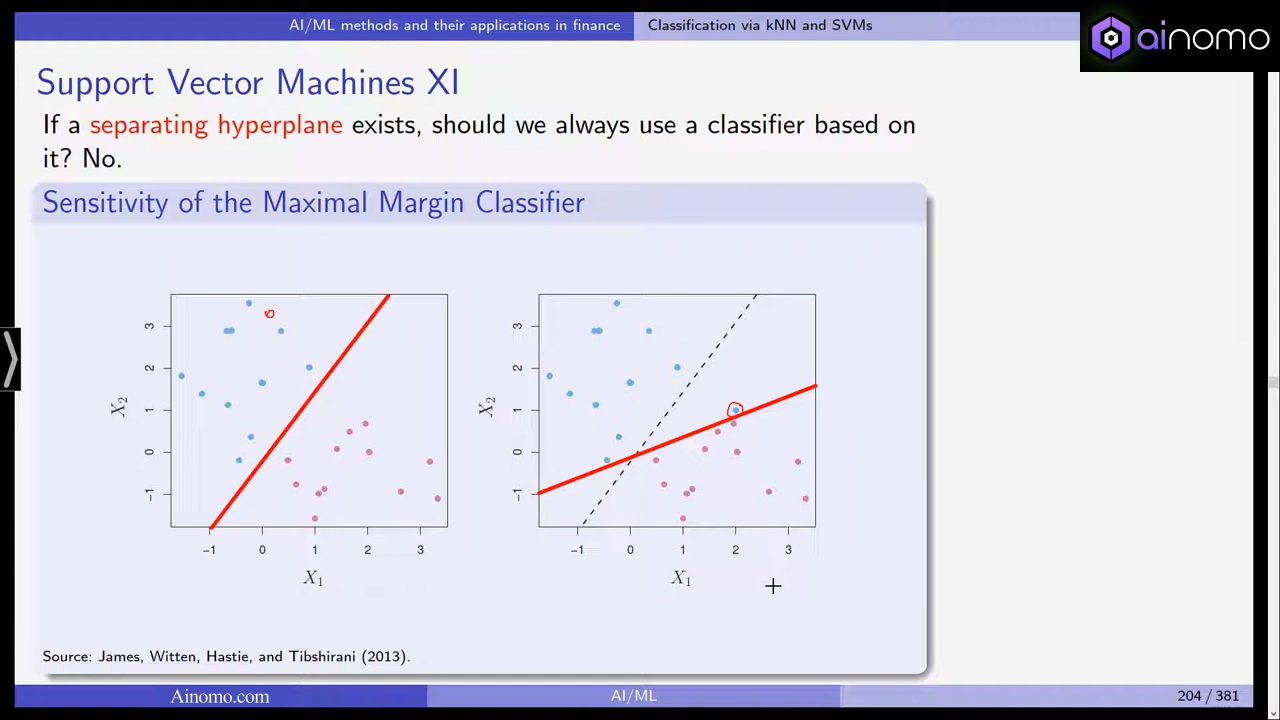 AI/ML methods and their applications in finance Classification via kNN and SVMs
ainomo
Support Vector Machines XI
If a separating hyperplane exists, should we always use a classifier based on
it? No.
Sensitivity of the Maximal Margin Classifier
3
2
1
0
−1
X2
−1 0 1 2 3
X1
3
2
1
0
−1
X2
−1 0 1 2 3
X1
Source: James, Witten, Hastie, and Tibshirani (2013).
Ainomo.com AI/ML 204 / 381